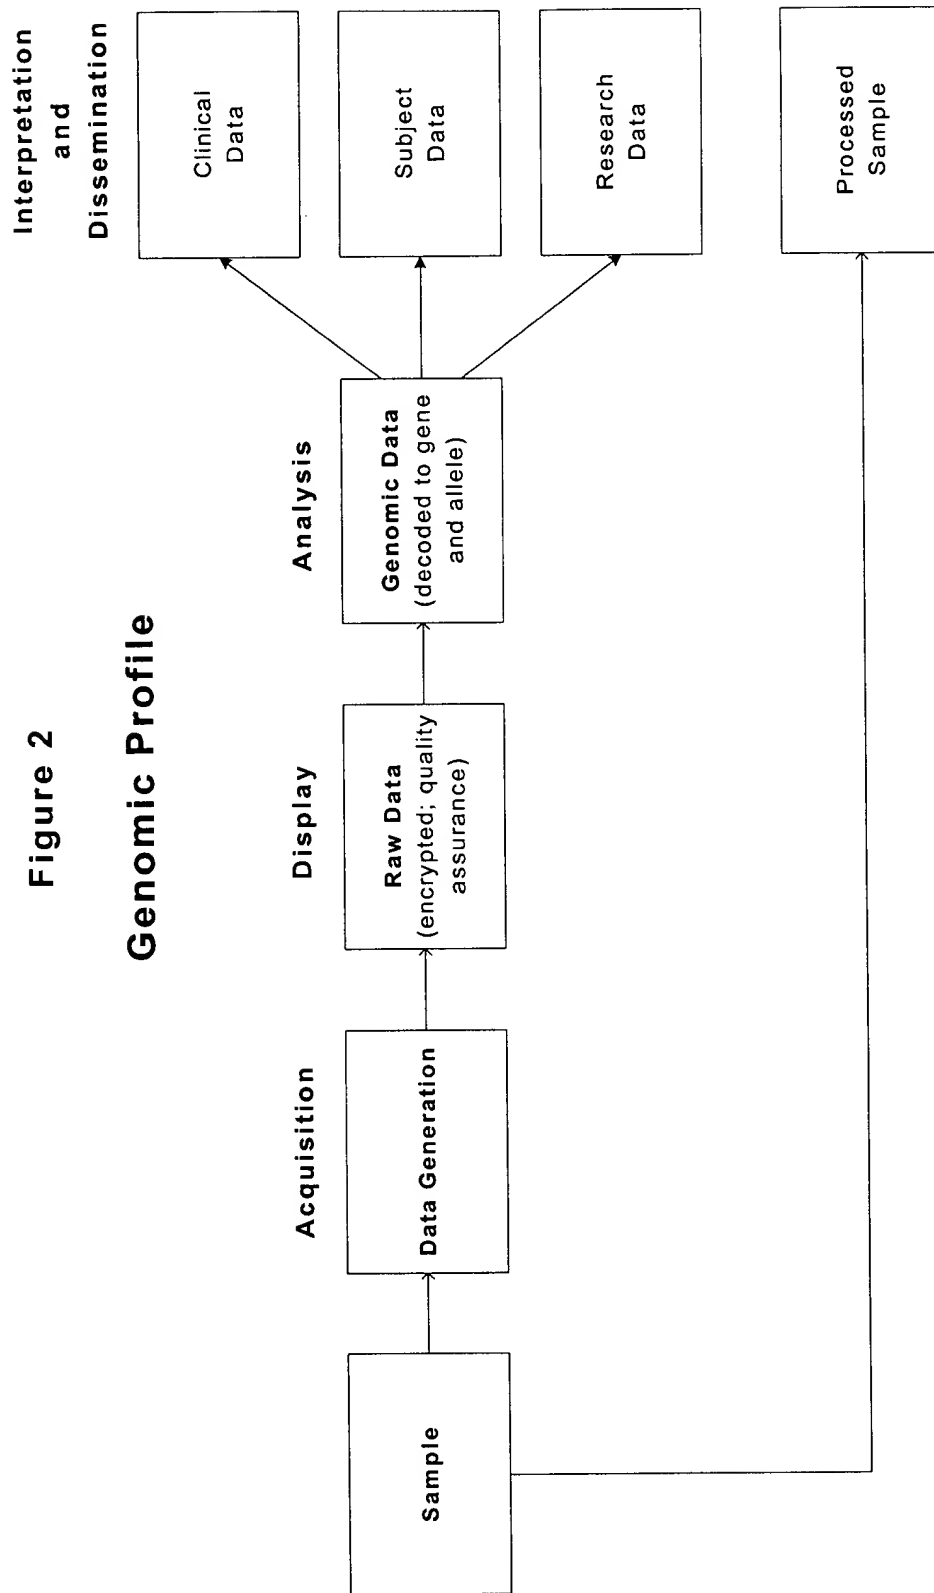 Figure 2
Genomic Profile
Sample
Acquisition
Data Generation
Display
Raw Data
(encrypted; quality
assurance)
Analysis
Genomic Data
(decoded to gene
and allele)
Interpretation
and
Dissemination
Clinical
Data
Subject
Data
Research
Data
Processed
Sample